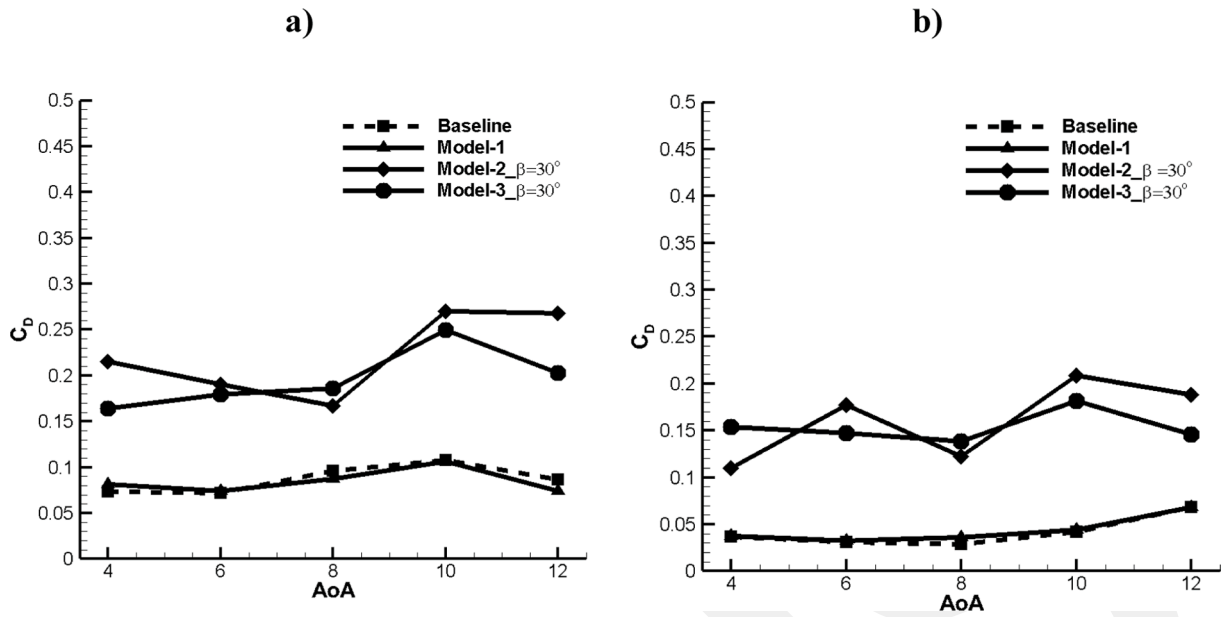 a)
0.5
0.45
0.4
0.35
0.3
0.25
0.2
0.15
0.1
0.05
0
C_D
4 6 8 10 12
AoA
Baseline
Model-1
Model-2_β=30°
Model-3_β=30°
b)
0.5
0.45
0.4
0.35
0.3
0.25
0.2
0.15
0.1
0.05
0
C_D
4 6 8 10 12
AoA
Baseline
Model-1
Model-2_β =30°
Model-3_β=30°